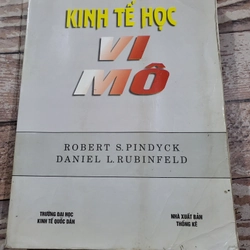 KINH TẾ HỌC
VI
MÔ
ROBERT S.PINDYCK
DANIEL L.RUBINFELD
TRƯỜNG ĐẠI HỌC
KINH TẾ QUỐC DÂN
NHÀ XUẤT BẢN
THỐNG KÊ